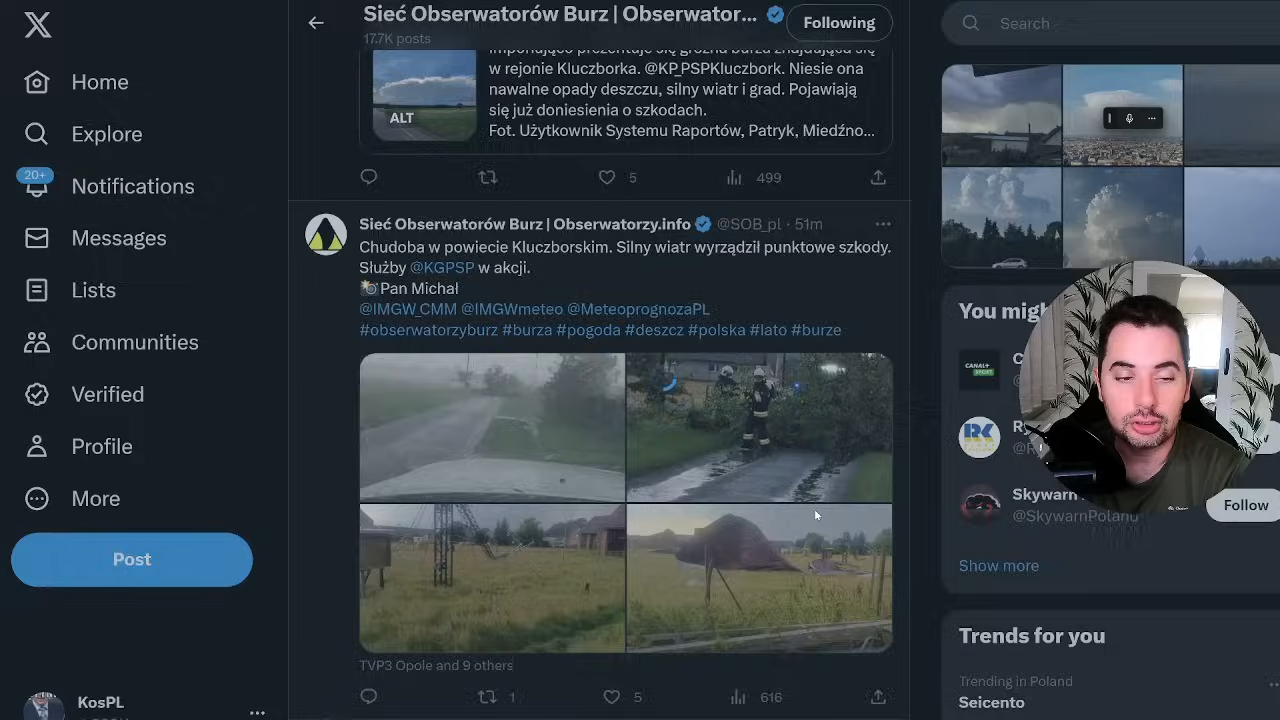 Sieć Obserwatorów Burz | Obserwator...
17.7K posts
Following
Search
Home
Explore
20+
Notifications
Messages
Lists
Communities
Verified
Profile
More
Post
KosPL
Imponująco prezentuje się groźna burza znajdująca się
w rejonie Kluczborka. @KP_PSPKluczbork. Niesie ona
nawalne opady deszczu, silny wiatr i grad. Pojawiają
się już doniesienia o szkodach.
Fot. Użytkownik Systemu Raportów, Patryk, Miedźno...
ALT
5
499
Sieć Obserwatorów Burz | Obserwatorzy.info @SOB_pl · 51m
Chudoba w powiecie Kluczborskim. Silny wiatr wyrządził punktowe szkody.
Służby @KGPSP w akcji.
Pan Michał
@IMGW_CMM @IMGWmeteo @MeteoprognozaPL
#obserwatorzyburz #burza #pogoda #deszcz #polska #lato #burze
TVP3 Opole and 9 others
1
5
616
You mig
CANAL+
SPORT
RK
Skywarn
@SkywarnPoland
Follow
Show more
Trends for you
Trending in Poland
Seicento